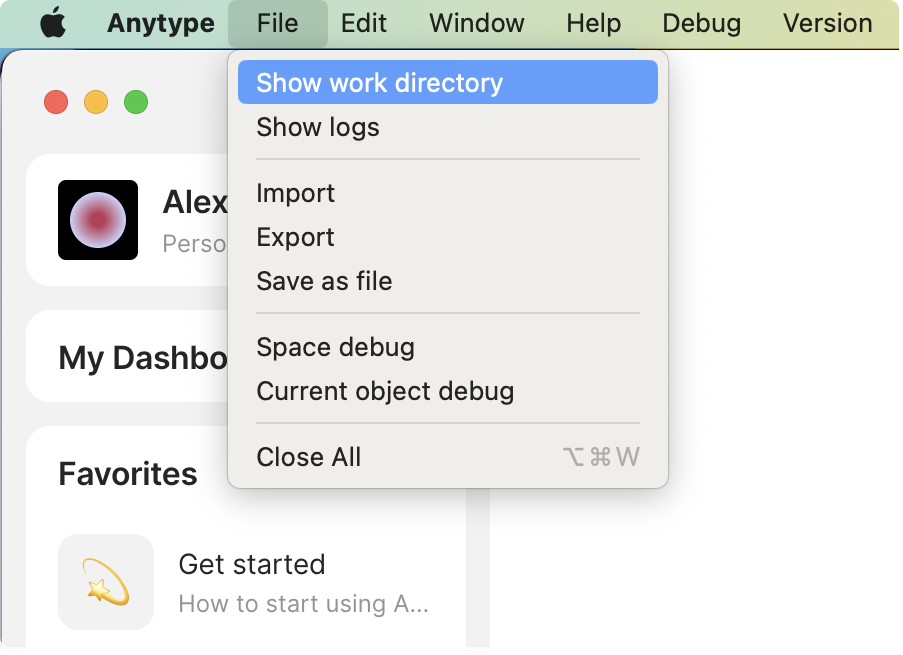 Anytype File Edit Window Help Debug Version
Show work directory
Show logs
Import
Export
Save as file
Space debug
Current object debug
Close All ⌥⌘W
Alex
Perso
My Dashbo
Favorites
Get started
How to start using A...